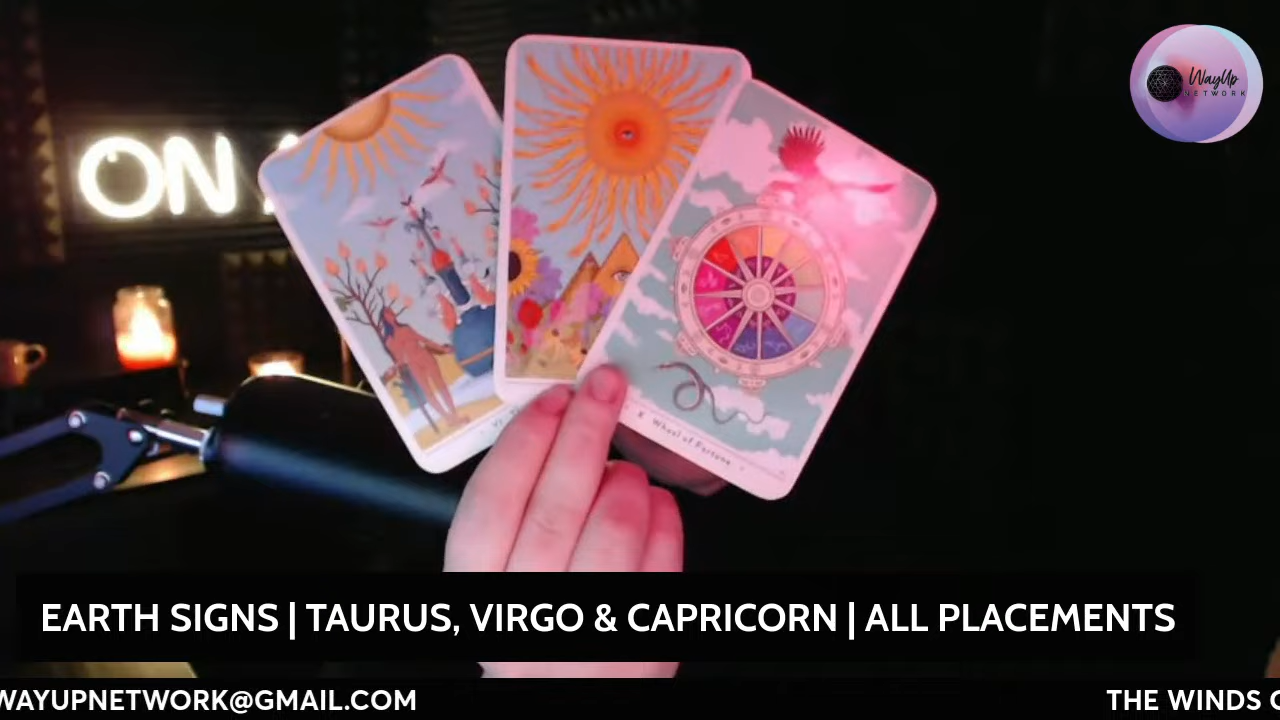 ON
WayUp
NETWORK
X Wheel of Fortune
EARTH SIGNS | TAURUS, VIRGO & CAPRICORN | ALL PLACEMENTS
WAYUPNETWORK@GMAIL.COM
THE WINDS